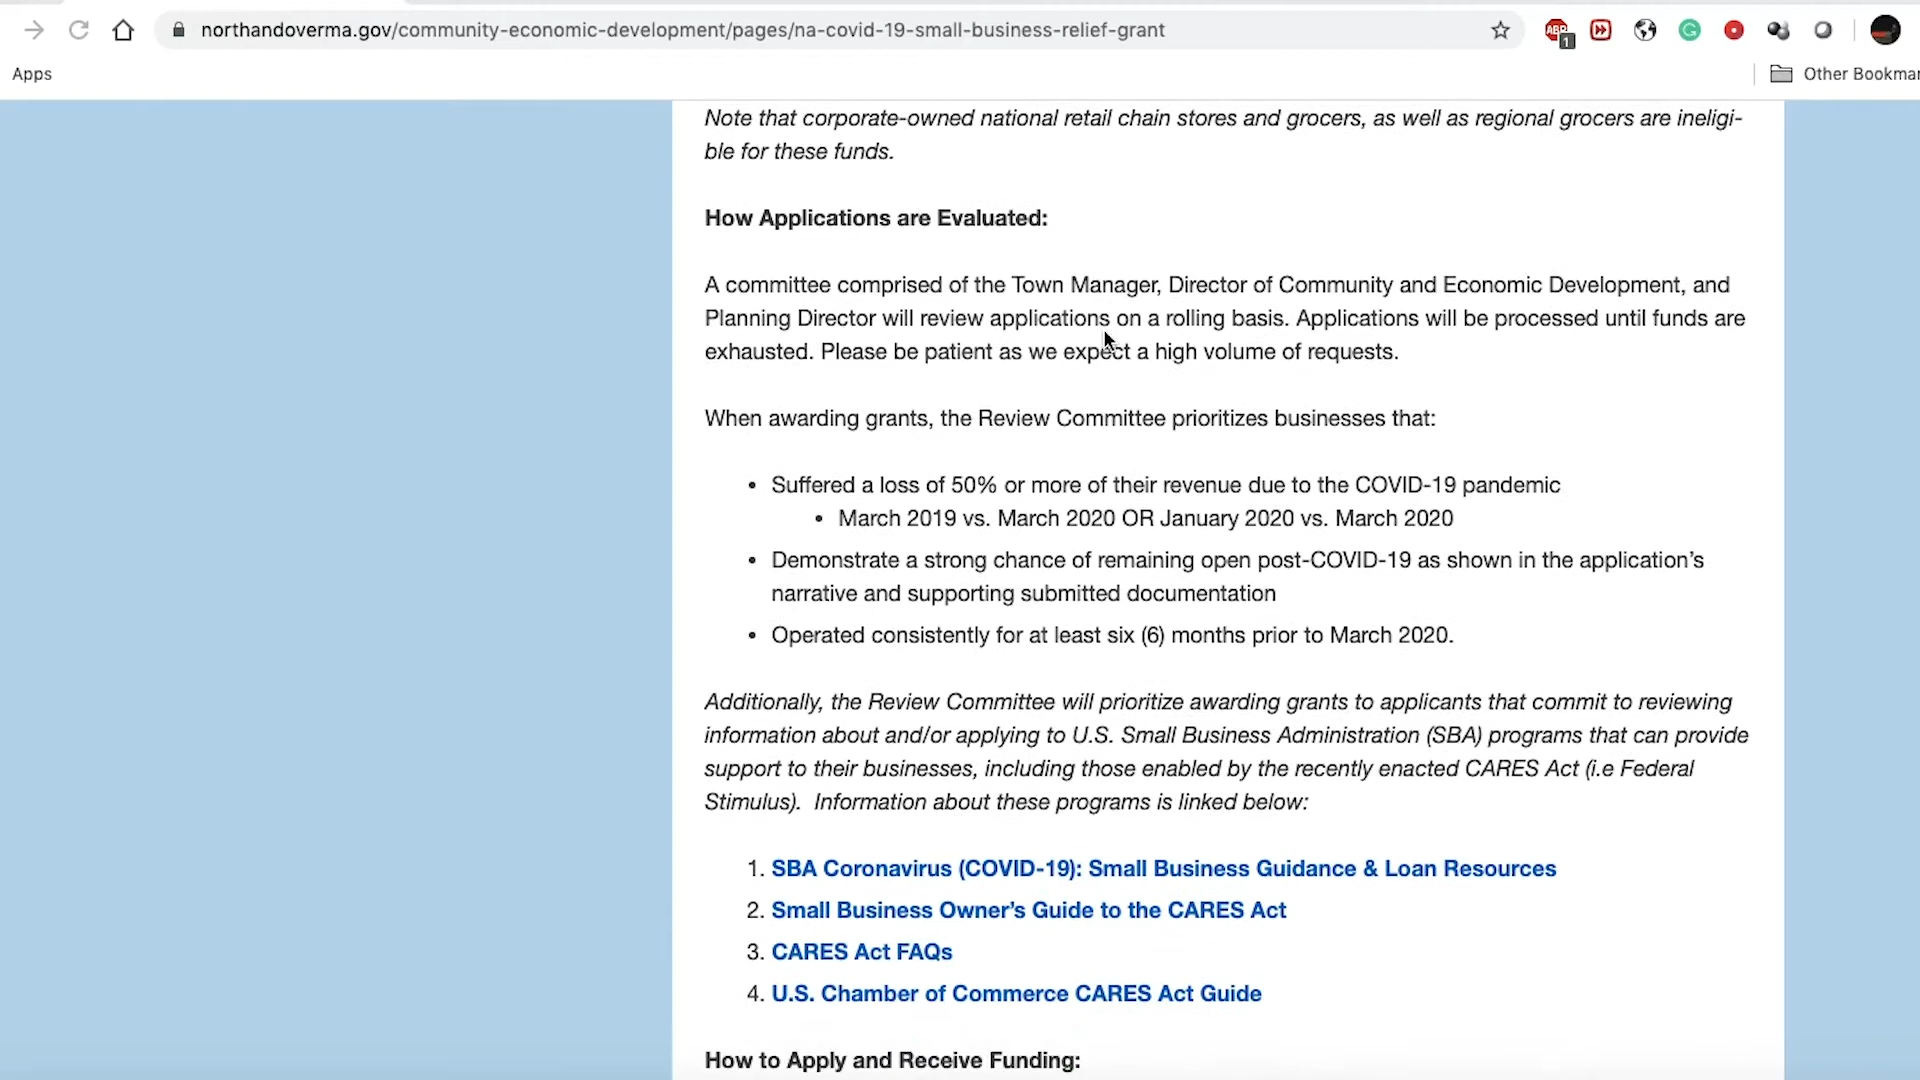 northandoverma.gov/community-economic-development/pages/na-covid-19-small-business-relief-grant
ABP
1
Apps
Other Bookmar
Note that corporate-owned national retail chain stores and grocers, as well as regional grocers are ineligi-
ble for these funds.
How Applications are Evaluated:
A committee comprised of the Town Manager, Director of Community and Economic Development, and
Planning Director will review applications on a rolling basis. Applications will be processed until funds are
exhausted. Please be patient as we expect a high volume of requests.
When awarding grants, the Review Committee prioritizes businesses that:
• Suffered a loss of 50% or more of their revenue due to the COVID-19 pandemic
• March 2019 vs. March 2020 OR January 2020 vs. March 2020
• Demonstrate a strong chance of remaining open post-COVID-19 as shown in the application’s
narrative and supporting submitted documentation
• Operated consistently for at least six (6) months prior to March 2020.
Additionally, the Review Committee will prioritize awarding grants to applicants that commit to reviewing
information about and/or applying to U.S. Small Business Administration (SBA) programs that can provide
support to their businesses, including those enabled by the recently enacted CARES Act (i.e Federal
Stimulus).  Information about these programs is linked below:
1. SBA Coronavirus (COVID-19): Small Business Guidance & Loan Resources
2. Small Business Owner’s Guide to the CARES Act
3. CARES Act FAQs
4. U.S. Chamber of Commerce CARES Act Guide
How to Apply and Receive Funding: